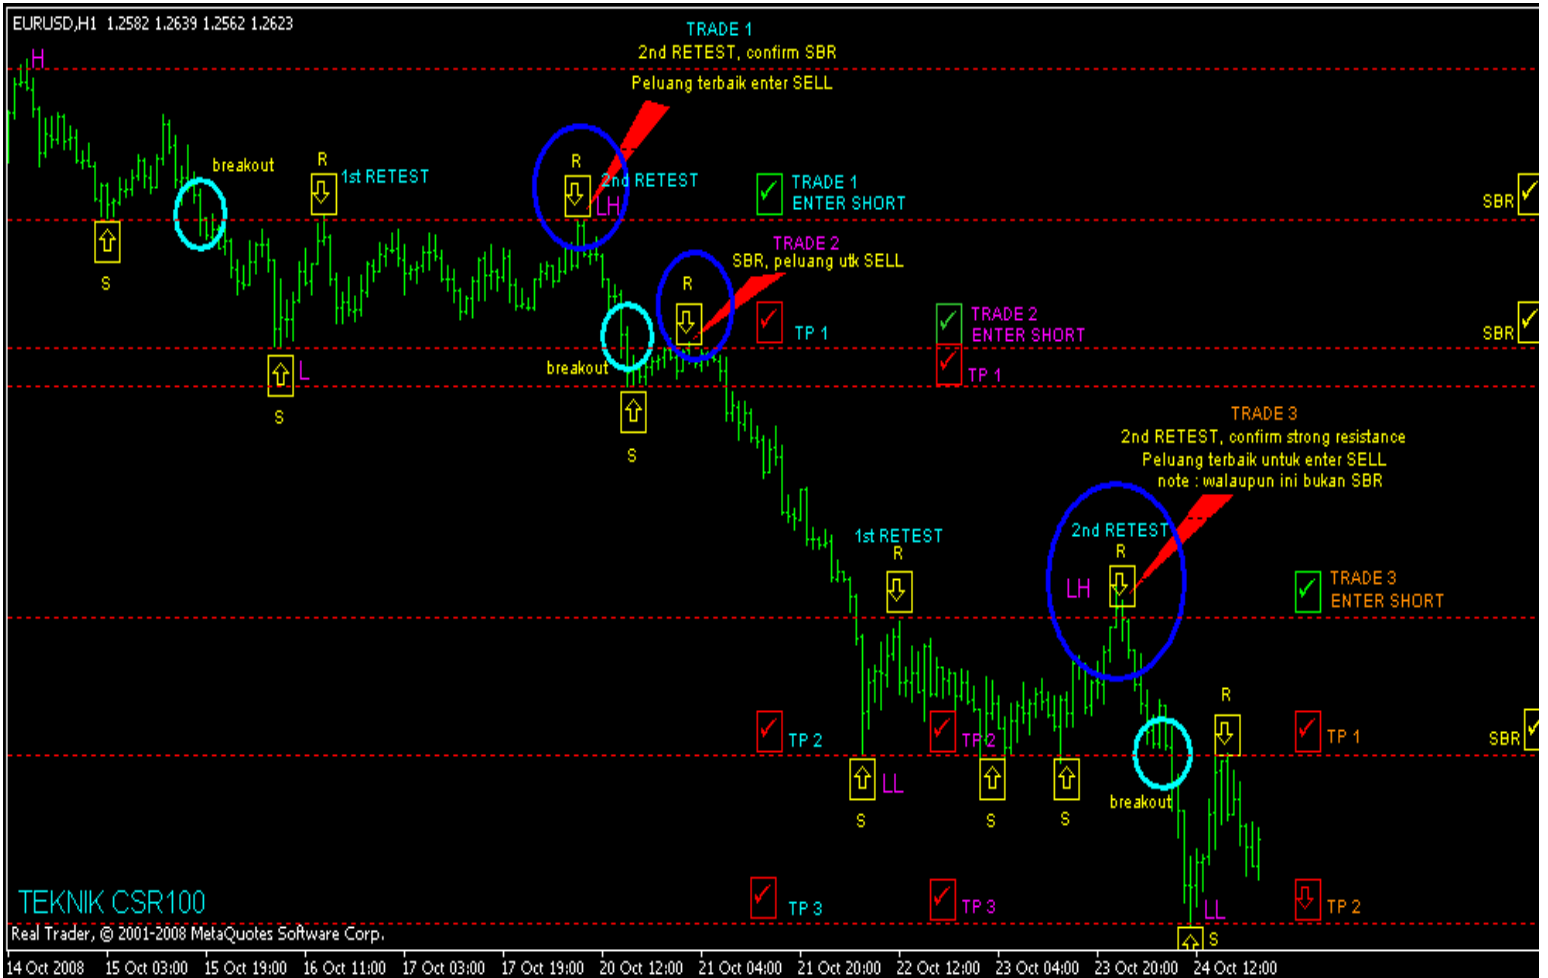 EURUSD,H1 1.2582 1.2639 1.2562 1.2623
TRADE 1
2nd RETEST, confirm SBR
Peluang terbaik enter SELL
H
breakout
R
1st RETEST
R
2nd RETEST
LH
TRADE 1
ENTER SHORT
SBR
S
TRADE 2
SBR, peluang utk SELL
R
TP 1
TRADE 2
ENTER SHORT
SBR
breakout
TP 1
L
S
S
TRADE 3
2nd RETEST, confirm strong resistance
Peluang terbaik untuk enter SELL
note : walaupun ini bukan SBR
1st RETEST
R
2nd RETEST
R
LH
TRADE 3
ENTER SHORT
R
TP 2
TP 2
TP 1
SBR
LL
breakout
S
S
S
TEKNIK CSR100
TP 3
TP 3
LL
TP 2
S
Real Trader, © 2001-2008 MetaQuotes Software Corp.
14 Oct 2008 15 Oct 03:00 15 Oct 19:00 16 Oct 11:00 17 Oct 03:00 17 Oct 19:00 20 Oct 12:00 21 Oct 04:00 21 Oct 20:00 22 Oct 12:00 23 Oct 04:00 23 Oct 20:00 24 Oct 12:00